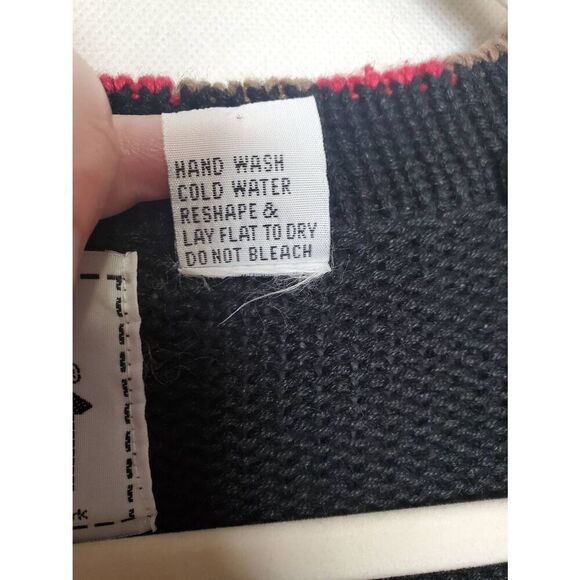 HAND WASH
COLD WATER
RESHAPE &
LAY FLAT TO DRY
DO NOT BLEACH